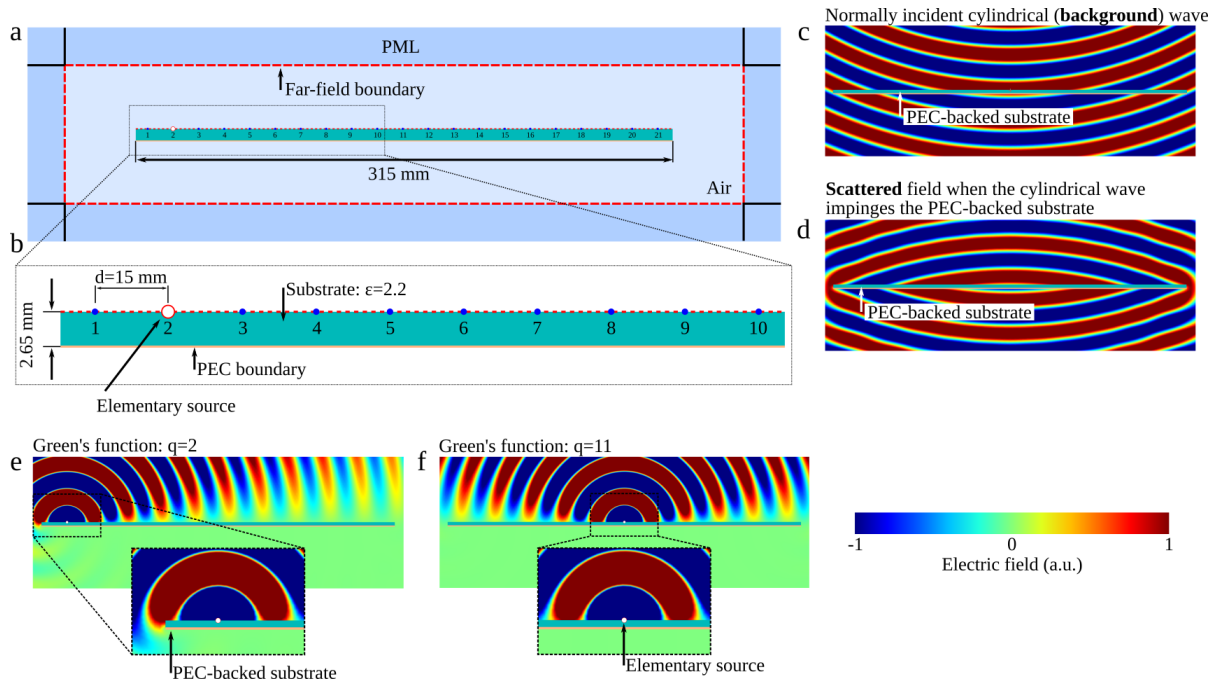 a
PML
Far-field boundary
1 2 3 4 5 6 7 8 9 10 11 12 13 14 15 16 17 18 19 20 21
315 mm
Air
b
d=15 mm
Substrate: ε=2.2
2.65 mm
1 2 3 4 5 6 7 8 9 10
PEC boundary
Elementary source
Normally incident cylindrical (background) wave
c
PEC-backed substrate
Scattered field when the cylindrical wave
impinges the PEC-backed substrate
d
PEC-backed substrate
Green's function: q=2
e
PEC-backed substrate
Green's function: q=11
f
Elementary source
-1 0 1
Electric field (a.u.)